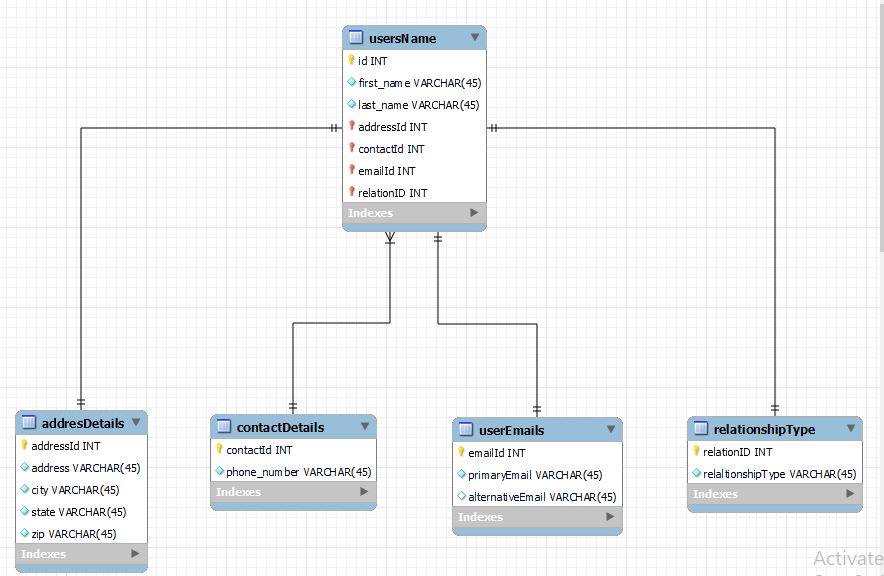 usersName
id INT
first_name VARCHAR(45)
last_name VARCHAR(45)
addressId INT
contactId INT
emailId INT
relationID INT
Indexes
addresDetails
addressId INT
address VARCHAR(45)
city VARCHAR(45)
state VARCHAR(45)
zip VARCHAR(45)
Indexes
contactDetails
contactId INT
phone_number VARCHAR(45)
Indexes
userEmails
emailId INT
primaryEmail VARCHAR(45)
alternativeEmail VARCHAR(45)
Indexes
relationshipType
relationID INT
relaltionshipType VARCHAR(45)
Indexes
Activate